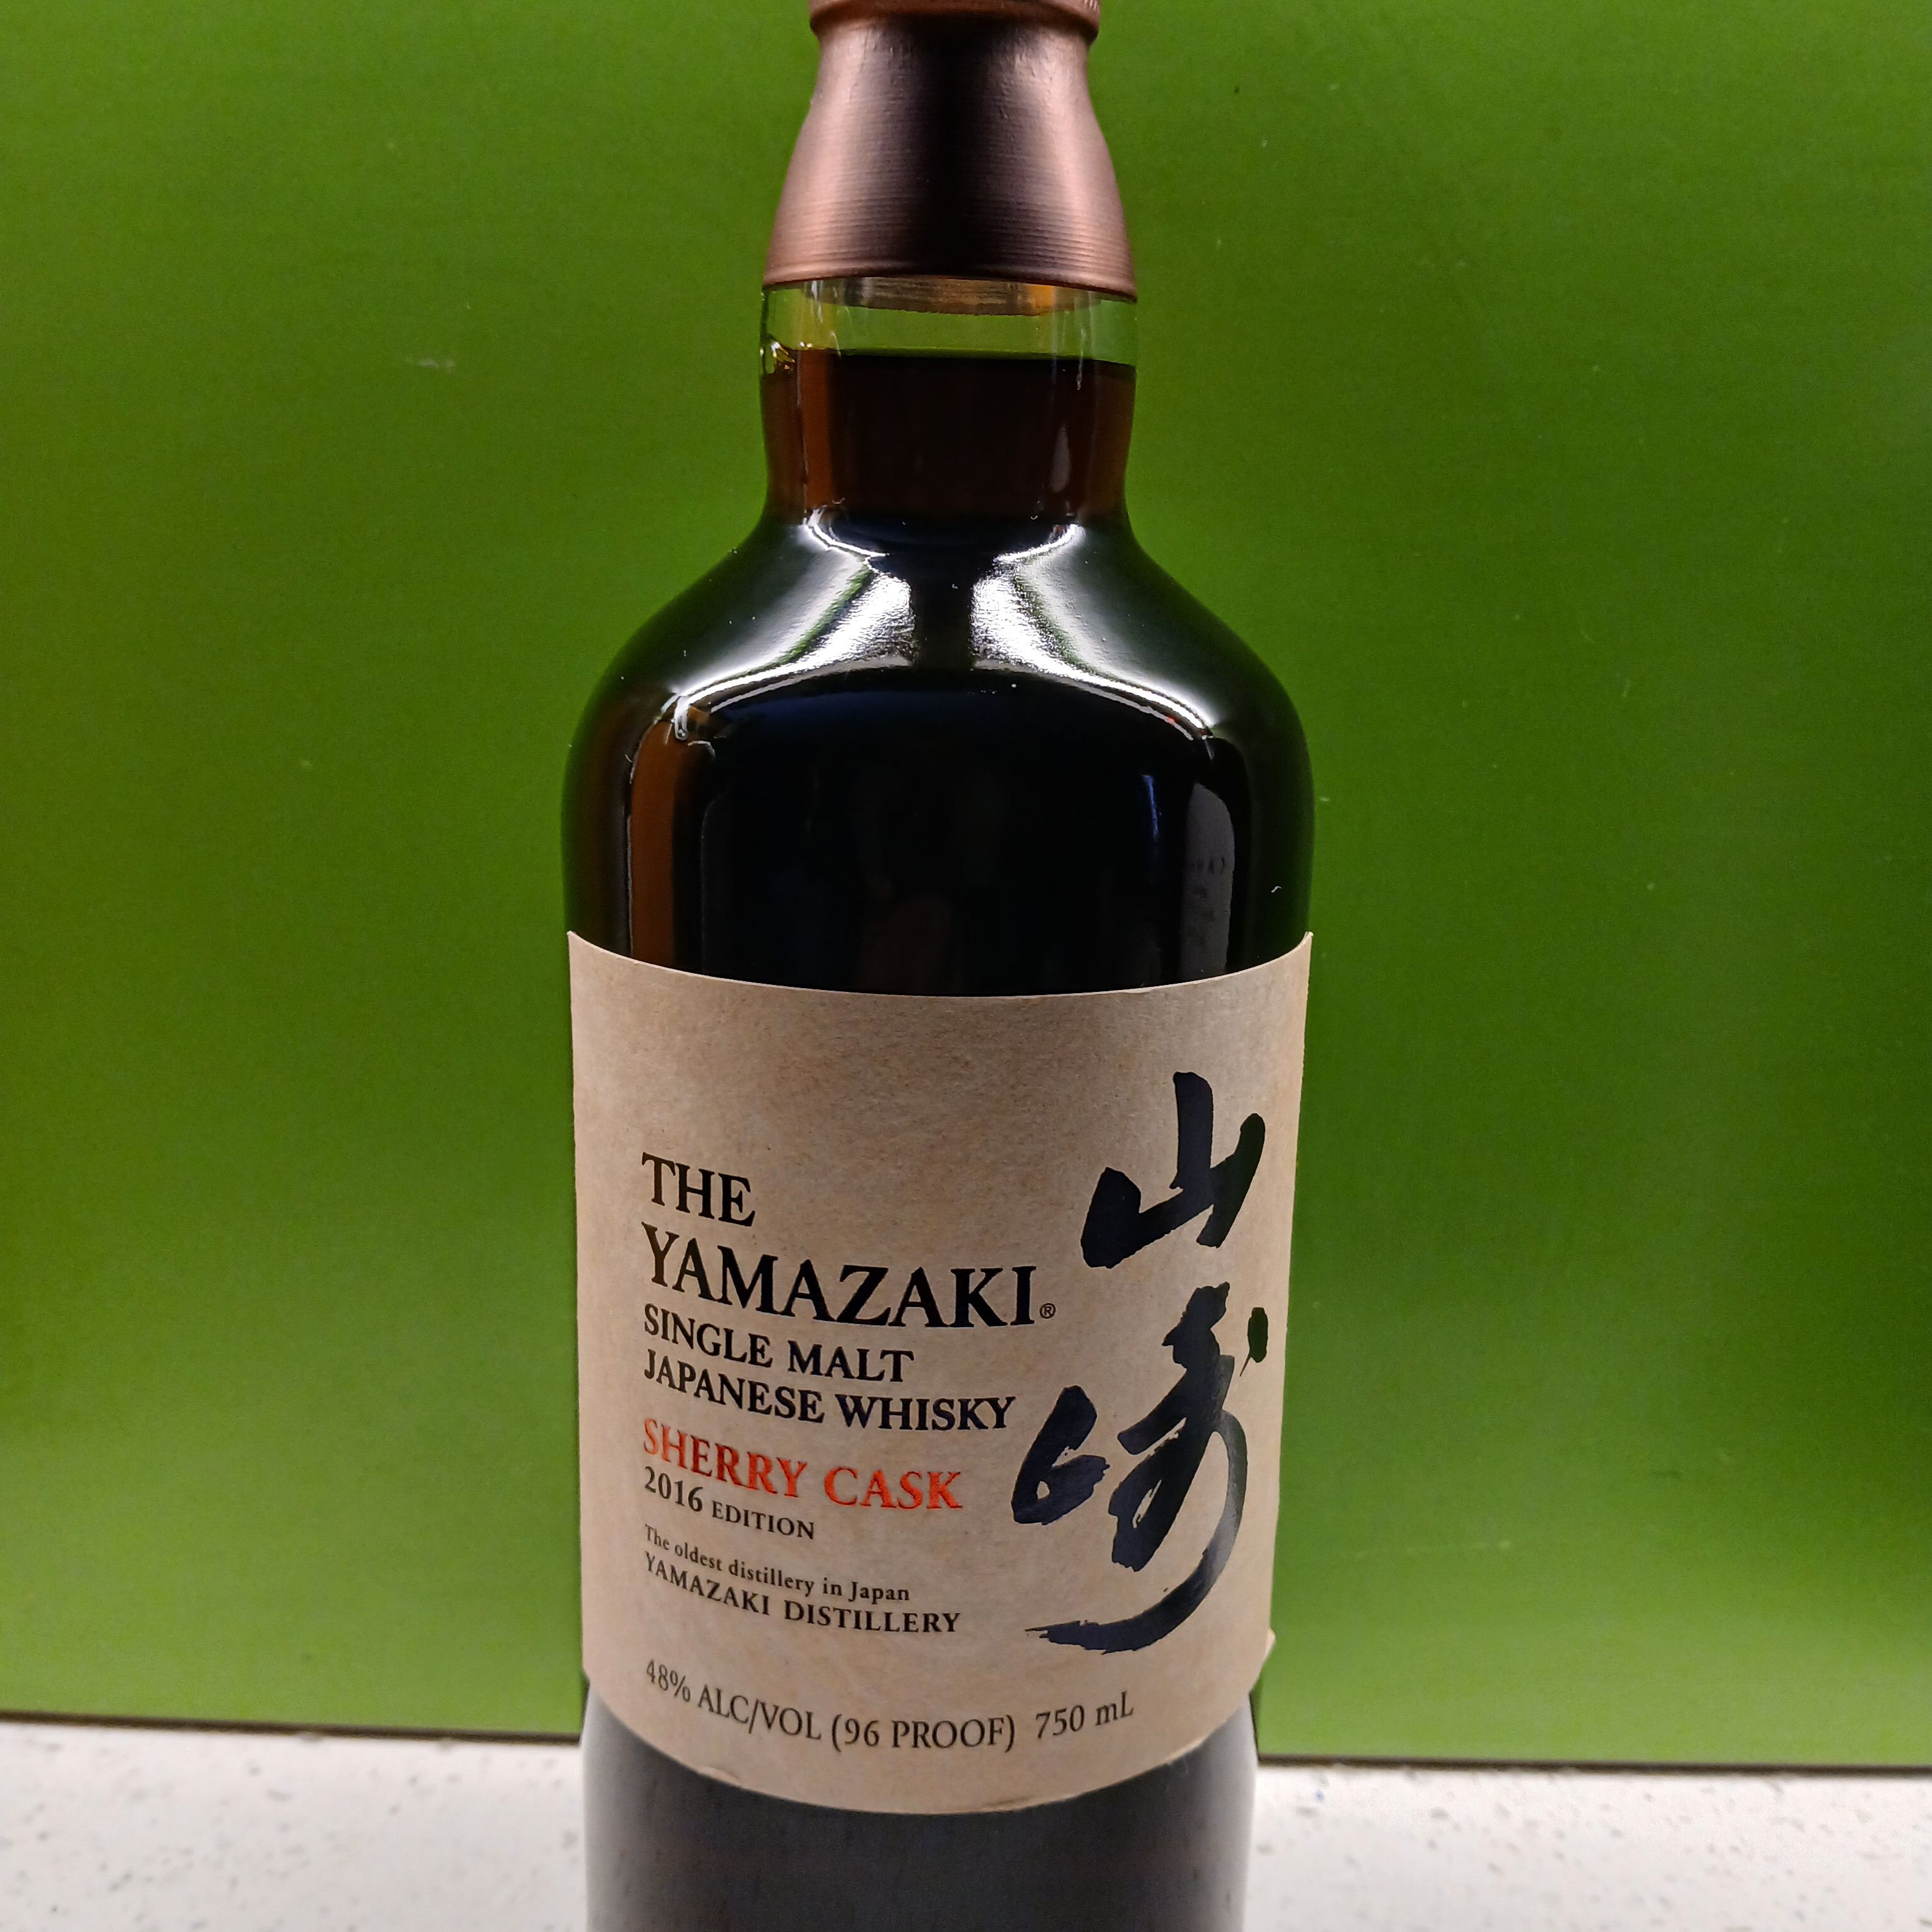 THE
YAMAZAKI®
SINGLE MALT
JAPANESE WHISKY
SHERRY CASK
2016 EDITION
The oldest distillery in Japan
YAMAZAKI DISTILLERY
48% ALC/VOL (96 PROOF) 750 mL
山崎